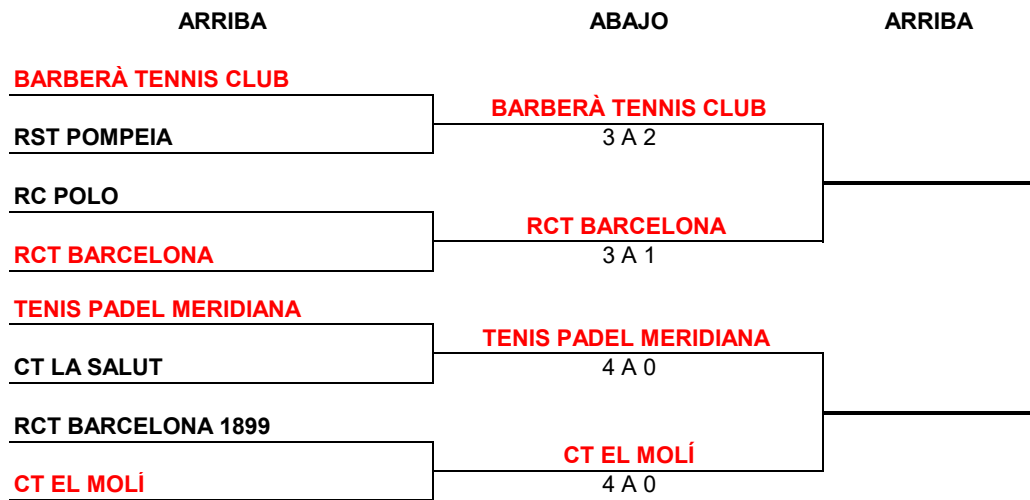 ARRIBA ABAJO ARRIBA
BARBERÀ TENNIS CLUB
BARBERÀ TENNIS CLUB
RST POMPEIA 3 A 2
RC POLO
RCT BARCELONA
RCT BARCELONA 3 A 1
TENIS PADEL MERIDIANA
TENIS PADEL MERIDIANA
CT LA SALUT 4 A 0
RCT BARCELONA 1899
CT EL MOLÍ
CT EL MOLÍ 4 A 0